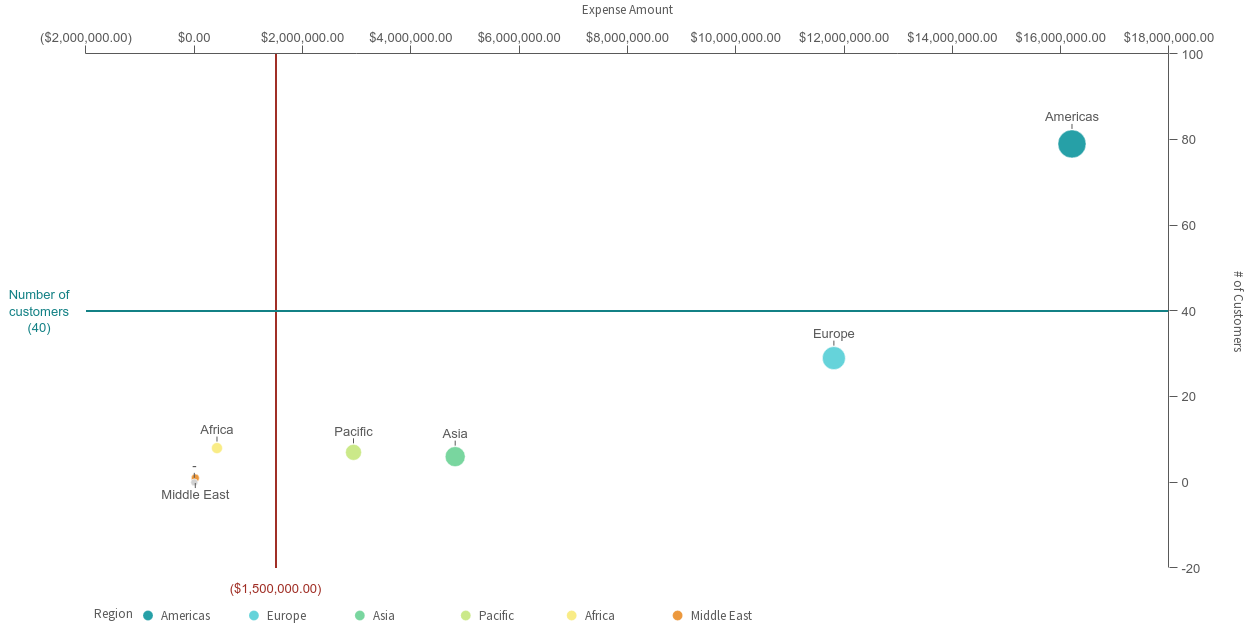 Expense Amount
($2,000,000.00) $0.00 $2,000,000.00 $4,000,000.00 $6,000,000.00 $8,000,000.00 $10,000,000.00 $12,000,000.00 $14,000,000.00 $16,000,000.00 $18,000,000.00
100
Americas
80
60
# of Customers
Number of
customers
(40)
40
Europe
20
Africa
Pacific
Asia
-
0
Middle East
-20
($1,500,000.00)
Region Americas Europe Asia Pacific Africa Middle East